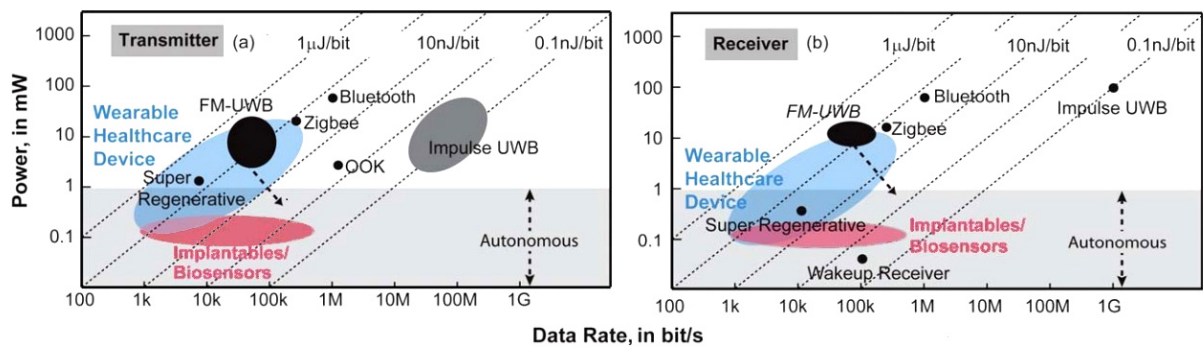 Transmitter
(a)
1μJ/bit
10nJ/bit
0.1nJ/bit
1000
100
10
1
0.1
Power, in mW
Wearable
Healthcare
Device
FM-UWB
Bluetooth
Zigbee
OOK
Impulse UWB
Super
Regenerative
Implantables/
Biosensors
Autonomous
100
1k
10k
100k
1M
10M
100M
1G
Receiver
(b)
1μJ/bit
10nJ/bit
0.1nJ/bit
1000
100
10
1
0.1
FM-UWB
Bluetooth
Zigbee
Impulse UWB
Wearable
Healthcare
Device
Super Regenerative
Implantables/
Biosensors
Wakeup Receiver
Autonomous
100
1k
10k
100k
1M
10M
100M
1G
Data Rate, in bit/s